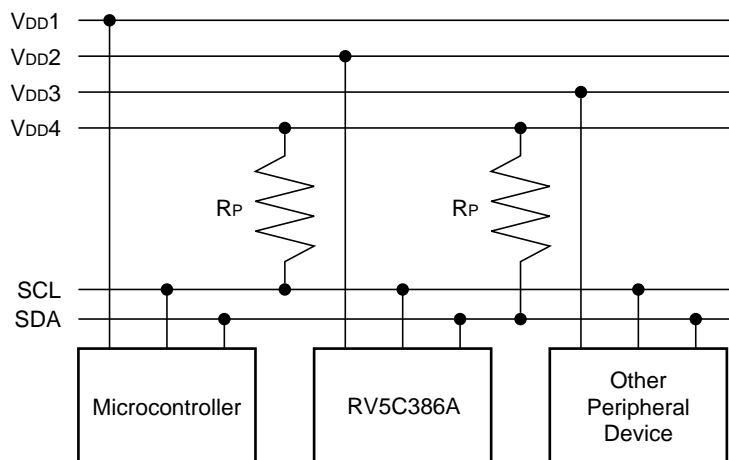 VDD1
VDD2
VDD3
VDD4
RP
RP
SCL
SDA
Microcontroller
RV5C386A
Other
Peripheral
Device